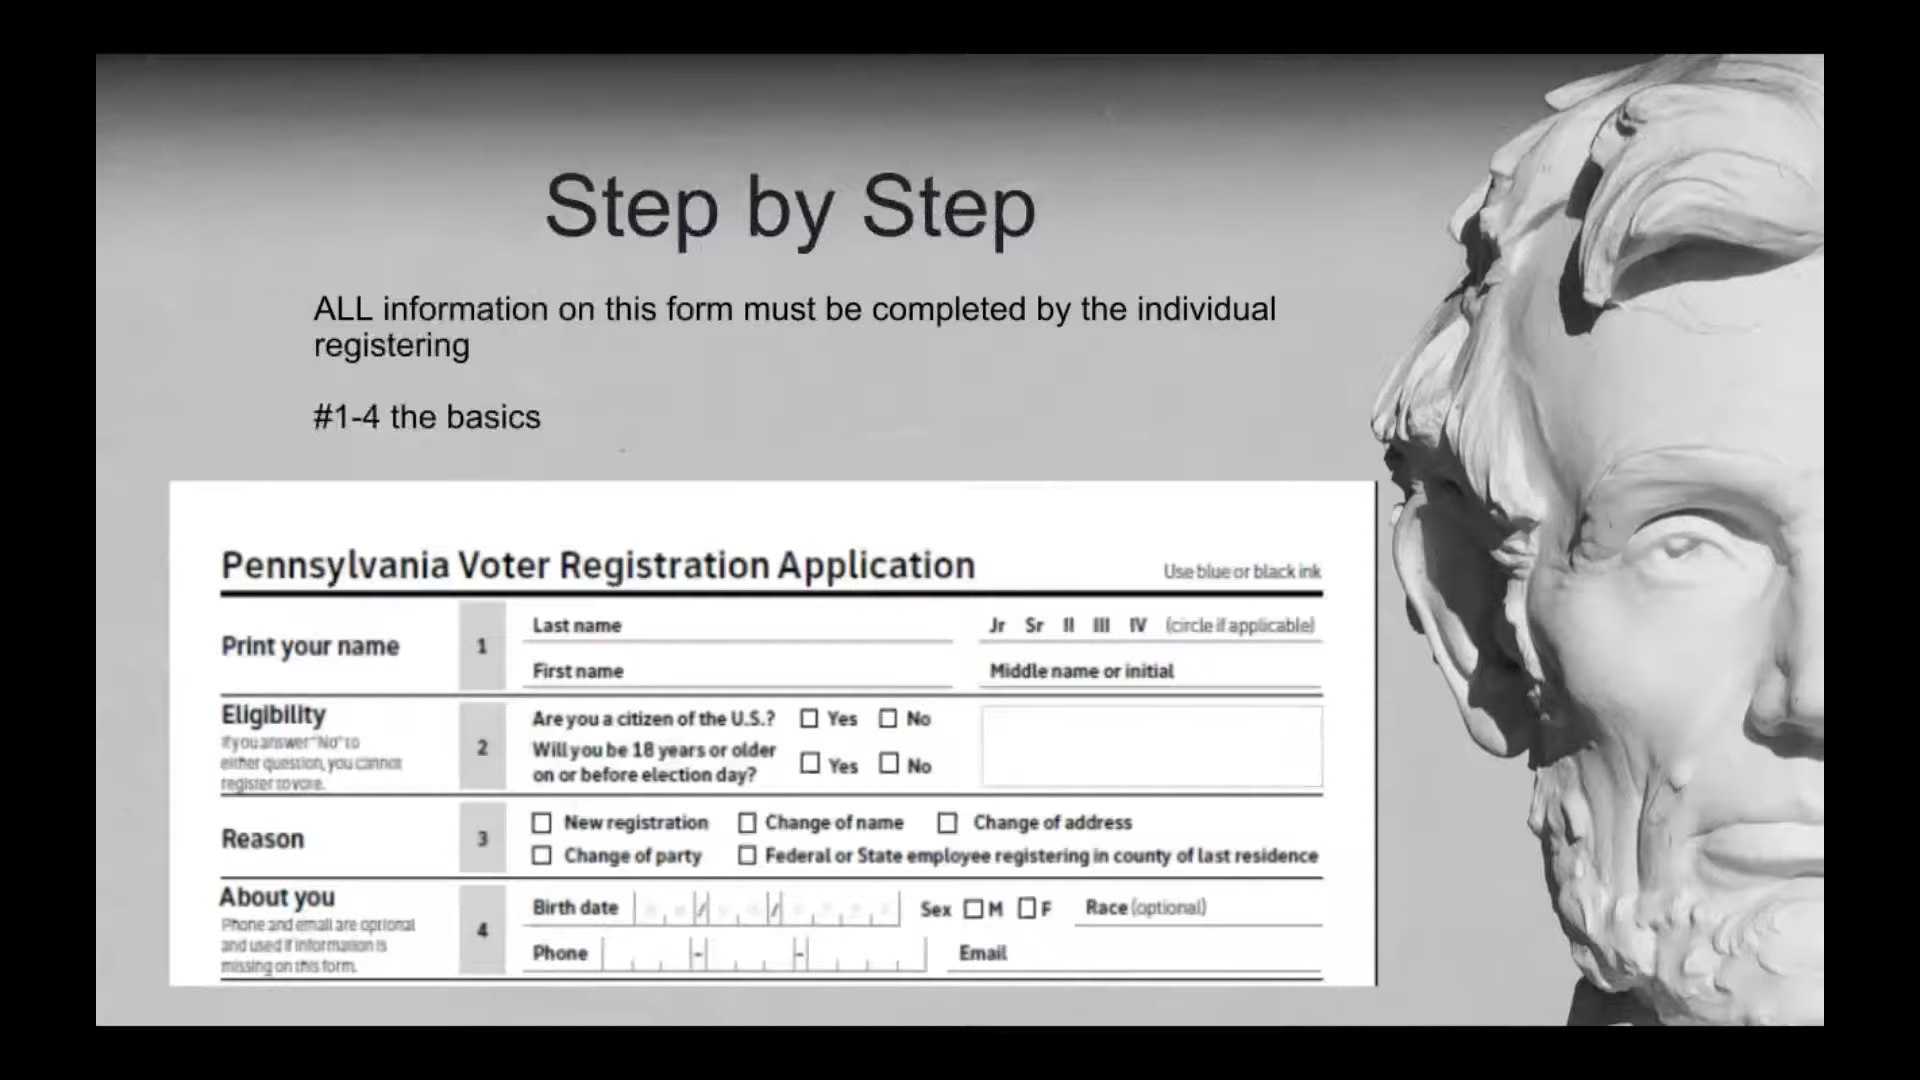 Step by Step
ALL information on this form must be completed by the individual
registering
#1-4 the basics
Pennsylvania Voter Registration Application
Use blue or black ink
Print your name
1
Last name
Jr Sr II III IV (circle if applicable)
First name
Middle name or initial
Eligibility
If you answer "No" to
either question, you cannot
register to vote.
2
Are you a citizen of the U.S.? Yes No
Will you be 18 years or older
on or before election day? Yes No
Reason
3
New registration Change of name Change of address
Change of party Federal or State employee registering in county of last residence
About you
Phone and email are optional
and used if information is
missing on this form.
4
Birth date / / Sex M F Race (optional)
Phone - - Email